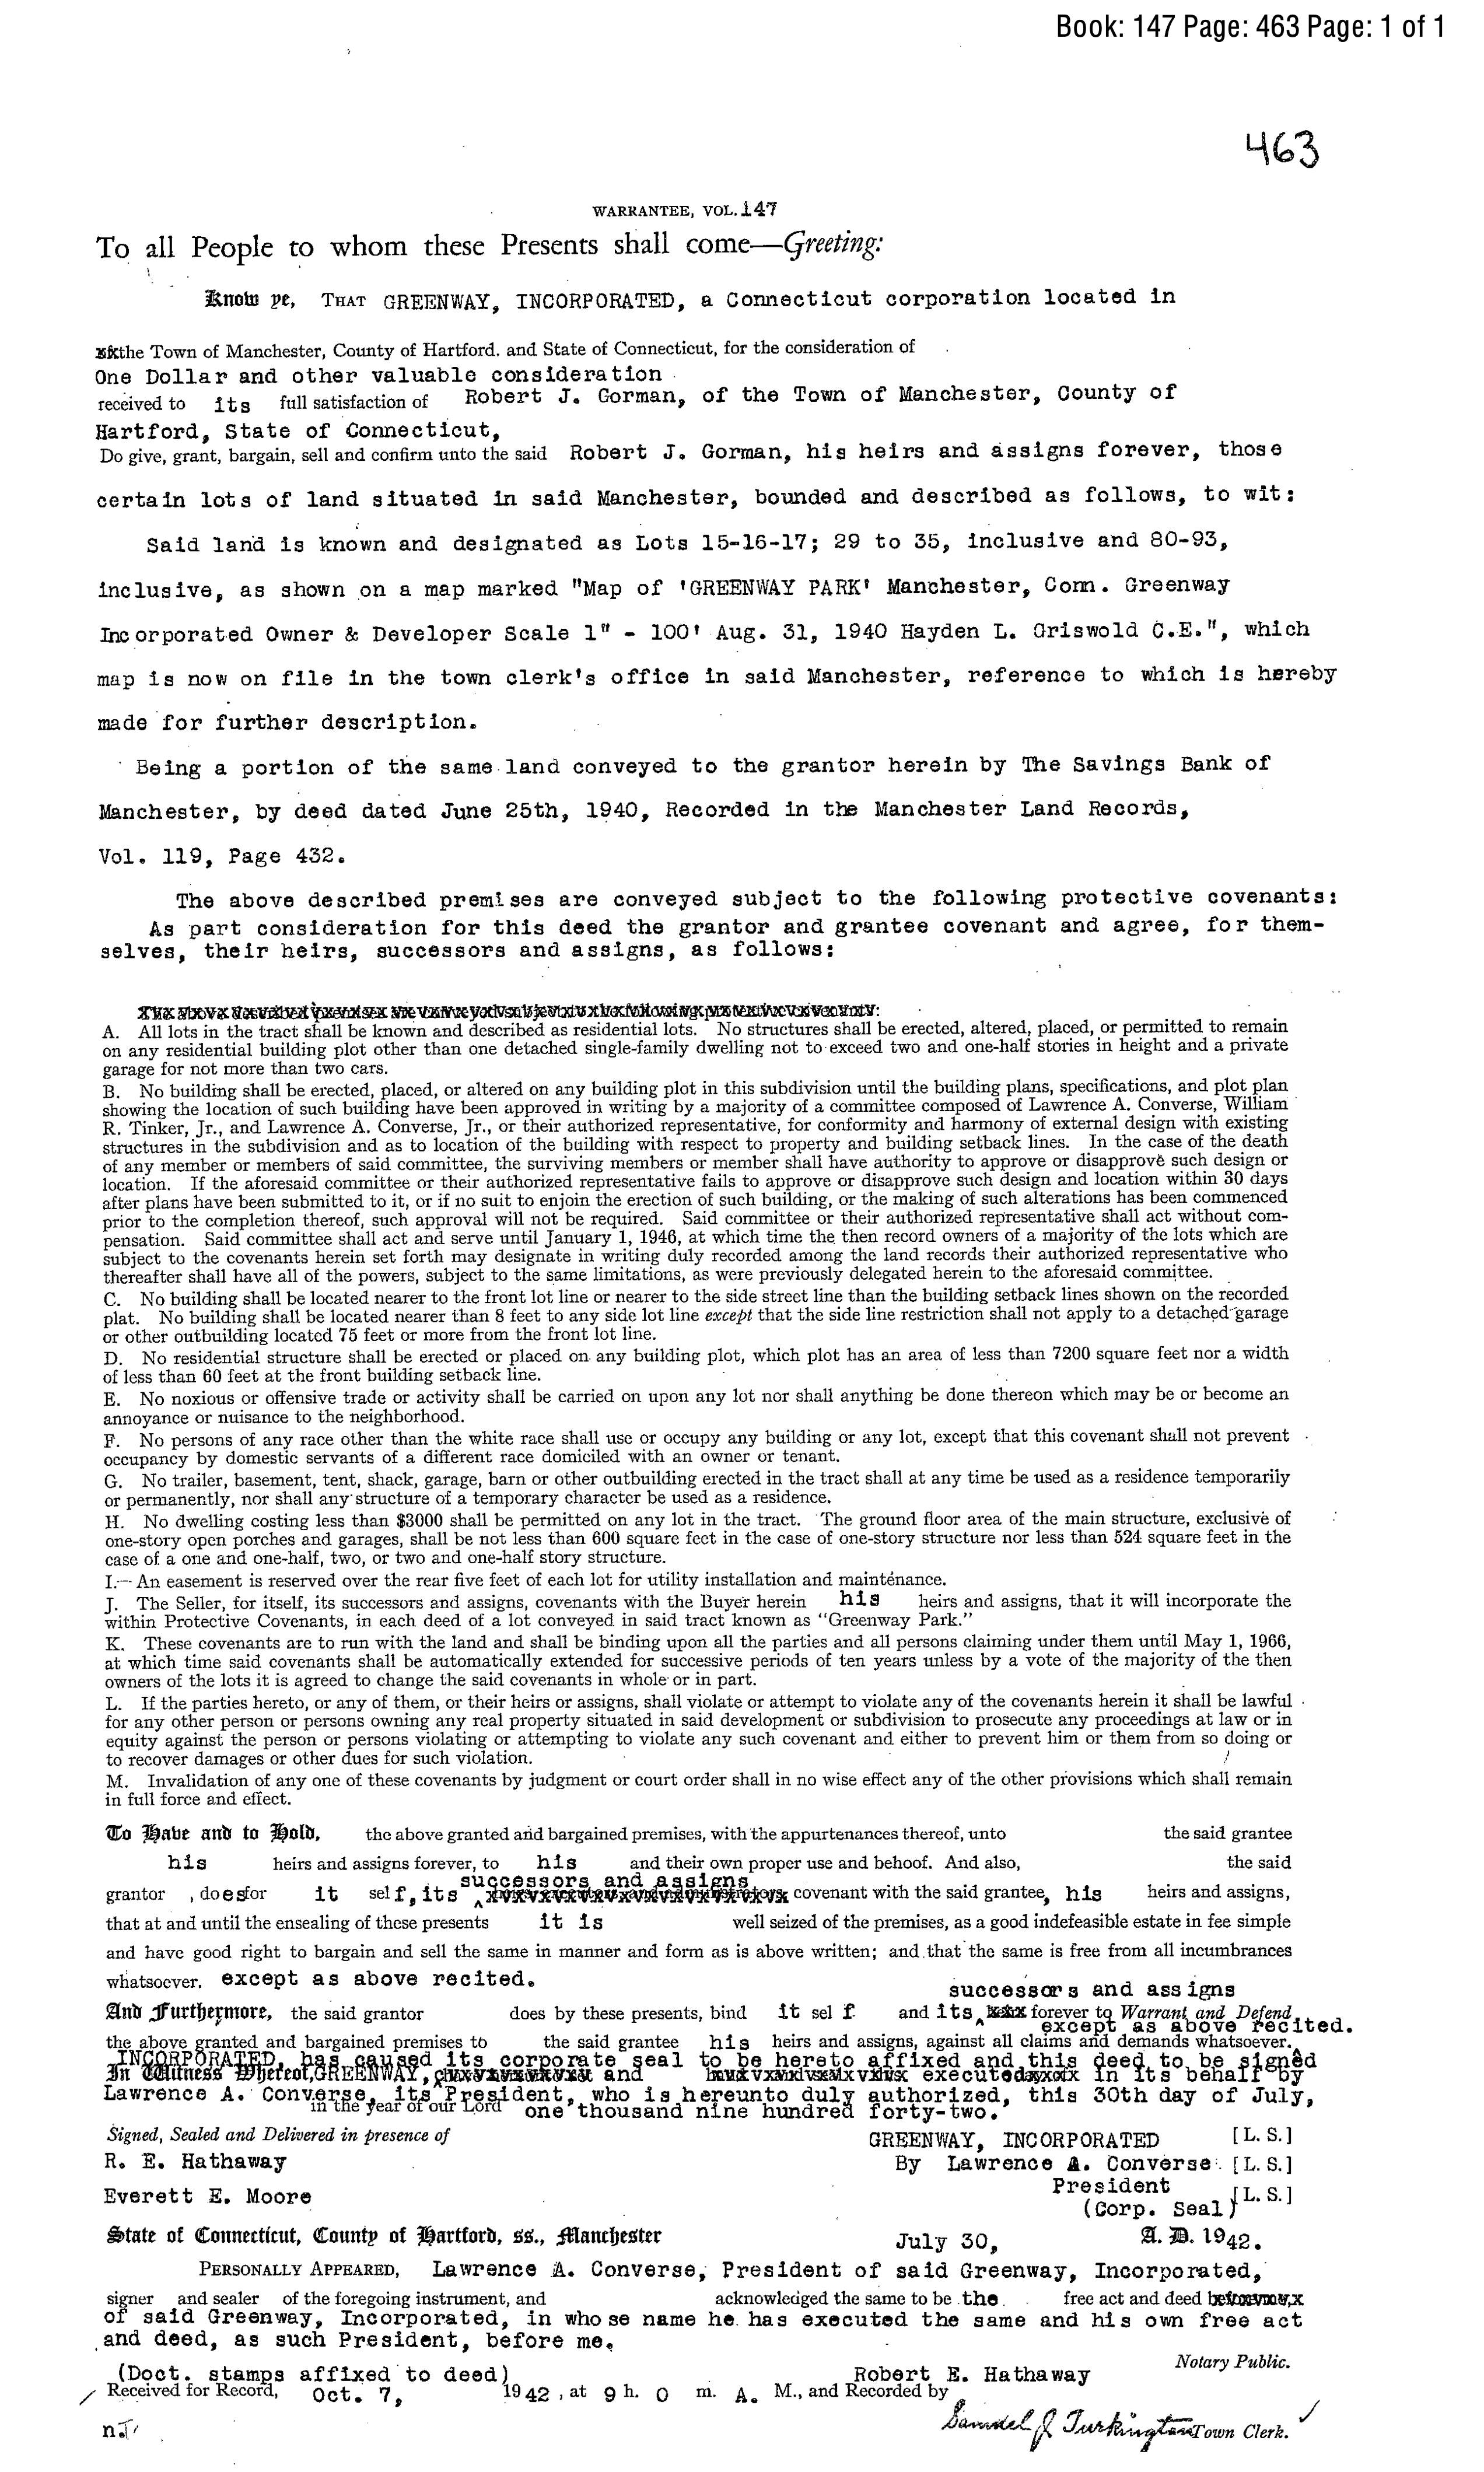 Book: 147 Page: 463 Page: 1 of 1
463
WARRANTEE, VOL. 147
To all People to whom these Presents shall come—Greeting:
Know ye, THAT GREENWAY, INCORPORATED, a Connecticut corporation located in
the Town of Manchester, County of Hartford. and State of Connecticut, for the consideration of
One Dollar and other valuable consideration
received to its full satisfaction of Robert J. Gorman, of the Town of Manchester, County of
Hartford, State of Connecticut,
Do give, grant, bargain, sell and confirm unto the said Robert J. Gorman, his heirs and assigns forever, those
certain lots of land situated in said Manchester, bounded and described as follows, to wit:
Said land is known and designated as Lots 15-16-17; 29 to 35, inclusive and 80-93,
inclusive, as shown on a map marked "Map of 'GREENWAY PARK' Manchester, Conn. Greenway
Incorporated Owner & Developer Scale 1" - 100' Aug. 31, 1940 Hayden L. Griswold C.E.", which
map is now on file in the town clerk's office in said Manchester, reference to which is hereby
made for further description.
Being a portion of the same land conveyed to the grantor herein by The Savings Bank of
Manchester, by deed dated June 25th, 1940, Recorded in the Manchester Land Records,
Vol. 119, Page 432.
The above described premises are conveyed subject to the following protective covenants:
As part consideration for this deed the grantor and grantee covenant and agree, for them-
selves, their heirs, successors and assigns, as follows:
A. All lots in the tract shall be known and described as residential lots. No structures shall be erected, altered, placed, or permitted to remain
on any residential building plot other than one detached single-family dwelling not to exceed two and one-half stories in height and a private
garage for not more than two cars.
B. No building shall be erected, placed, or altered on any building plot in this subdivision until the building plans, specifications, and plot plan
showing the location of such building have been approved in writing by a majority of a committee composed of Lawrence A. Converse, William
R. Tinker, Jr., and Lawrence A. Converse, Jr., or their authorized representative, for conformity and harmony of external design with existing
structures in the subdivision and as to location of the building with respect to property and building setback lines. In the case of the death
of any member or members of said committee, the surviving members or member shall have authority to approve or disapprove such design or
location. If the aforesaid committee or their authorized representative fails to approve or disapprove such design and location within 30 days
after plans have been submitted to it, or if no suit to enjoin the erection of such building, or the making of such alterations has been commenced
prior to the completion thereof, such approval will not be required. Said committee or their authorized representative shall act without com-
pensation. Said committee shall act and serve until January 1, 1946, at which time the then record owners of a majority of the lots which are
subject to the covenants herein set forth may designate in writing duly recorded among the land records their authorized representative who
thereafter shall have all of the powers, subject to the same limitations, as were previously delegated herein to the aforesaid committee.
C. No building shall be located nearer to the front lot line or nearer to the side street line than the building setback lines shown on the recorded
plat. No building shall be located nearer than 8 feet to any side lot line except that the side line restriction shall not apply to a detached garage
or other outbuilding located 75 feet or more from the front lot line.
D. No residential structure shall be erected or placed on any building plot, which plot has an area of less than 7200 square feet nor a width
of less than 60 feet at the front building setback line.
E. No noxious or offensive trade or activity shall be carried on upon any lot nor shall anything be done thereon which may be or become an
annoyance or nuisance to the neighborhood.
F. No persons of any race other than the white race shall use or occupy any building or any lot, except that this covenant shall not prevent
occupancy by domestic servants of a different race domiciled with an owner or tenant.
G. No trailer, basement, tent, shack, garage, barn or other outbuilding erected in the tract shall at any time be used as a residence temporarily
or permanently, nor shall any structure of a temporary character be used as a residence.
H. No dwelling costing less than $3000 shall be permitted on any lot in the tract. The ground floor area of the main structure, exclusive of
one-story open porches and garages, shall be not less than 600 square feet in the case of one-story structure nor less than 524 square feet in the
case of a one and one-half, two, or two and one-half story structure.
I. An easement is reserved over the rear five feet of each lot for utility installation and maintenance.
J. The Seller, for itself, its successors and assigns, covenants with the Buyer herein his heirs and assigns, that it will incorporate the
within Protective Covenants, in each deed of a lot conveyed in said tract known as "Greenway Park."
K. These covenants are to run with the land and shall be binding upon all the parties and all persons claiming under them until May 1, 1966,
at which time said covenants shall be automatically extended for successive periods of ten years unless by a vote of the majority of the then
owners of the lots it is agreed to change the said covenants in whole or in part.
L. If the parties hereto, or any of them, or their heirs or assigns, shall violate or attempt to violate any of the covenants herein it shall be lawful
for any other person or persons owning any real property situated in said development or subdivision to prosecute any proceedings at law or in
equity against the person or persons violating or attempting to violate any such covenant and either to prevent him or them from so doing or
to recover damages or other dues for such violation.
M. Invalidation of any one of these covenants by judgment or court order shall in no wise effect any of the other provisions which shall remain
in full force and effect.
To Have and to Hold, the above granted and bargained premises, with the appurtenances thereof, unto the said grantee
his heirs and assigns forever, to his and their own proper use and behoof. And also, the said
successors and assigns
grantor , does for it self, its covenant with the said grantee, his heirs and assigns,
that at and until the ensealing of these presents it is well seized of the premises, as a good indefeasible estate in fee simple
and have good right to bargain and sell the same in manner and form as is above written; and that the same is free from all incumbrances
whatsoever. except as above recited.
successors and assigns
And Furthermore, the said grantor does by these presents, bind it self and its forever to Warrant and Defend
except as above recited.
the above granted and bargained premises to the said grantee his heirs and assigns, against all claims and demands whatsoever.
INCORPORATED, has caused its corporate seal to be hereto affixed and this deed to be signed
In Witness Whereof, GREENWAY, and executed in its behalf by
Lawrence A. Converse, its President, who is hereunto duly authorized, this 30th day of July,
in the year of our Lord one thousand nine hundred forty-two.
Signed, Sealed and Delivered in presence of
GREENWAY, INCORPORATED [L. S.]
R. E. Hathaway By Lawrence A. Converse [L. S.]
President
Everett E. Moore [L. S.]
(Corp. Seal)
State of Connecticut, County of Hartford, ss., Manchester July 30, A. D. 1942.
PERSONALLY APPEARED, Lawrence A. Converse, President of said Greenway, Incorporated,
signer and sealer of the foregoing instrument, and acknowledged the same to be the free act and deed
of said Greenway, Incorporated, in whose name he has executed the same and his own free act
and deed, as such President, before me.
Notary Public.
(Doct. stamps affixed to deed) Robert E. Hathaway
Received for Record, Oct. 7, 1942, at 9 h. 0 m. A. M., and Recorded by
Samuel J. Turkington Town Clerk.